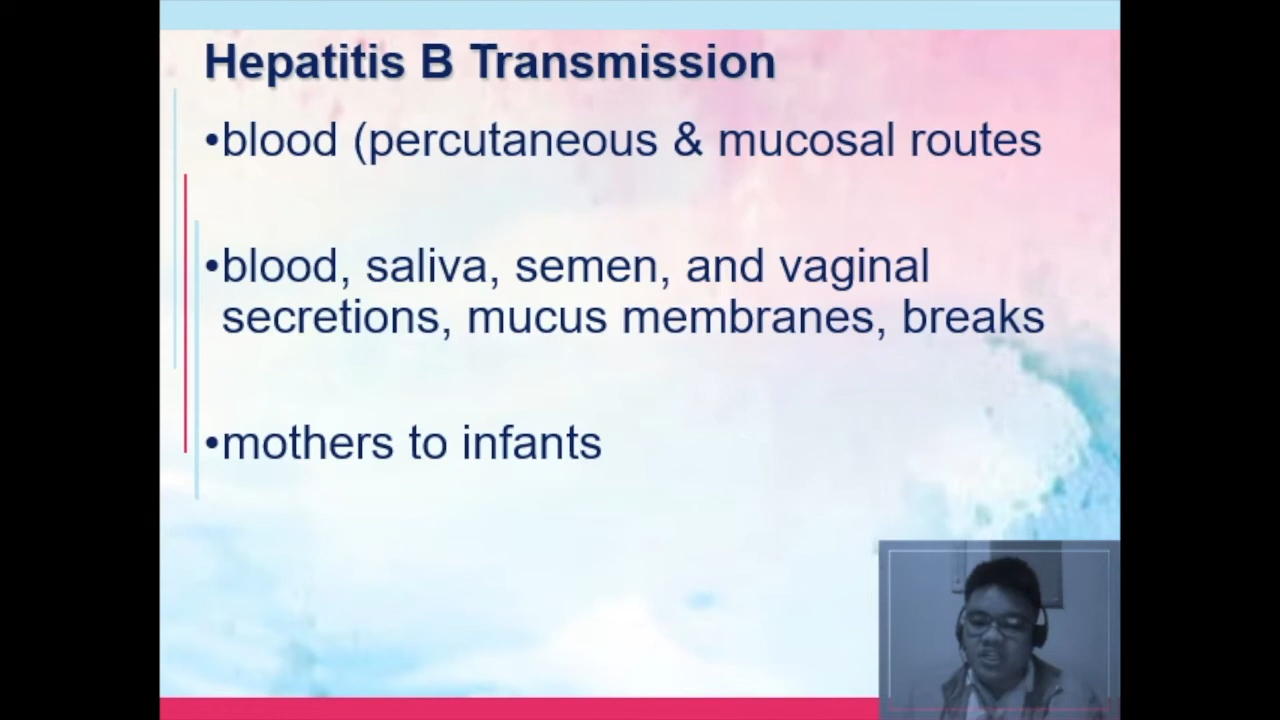 Hepatitis B Transmission
•blood (percutaneous & mucosal routes
•blood, saliva, semen, and vaginal
secretions, mucus membranes, breaks
•mothers to infants